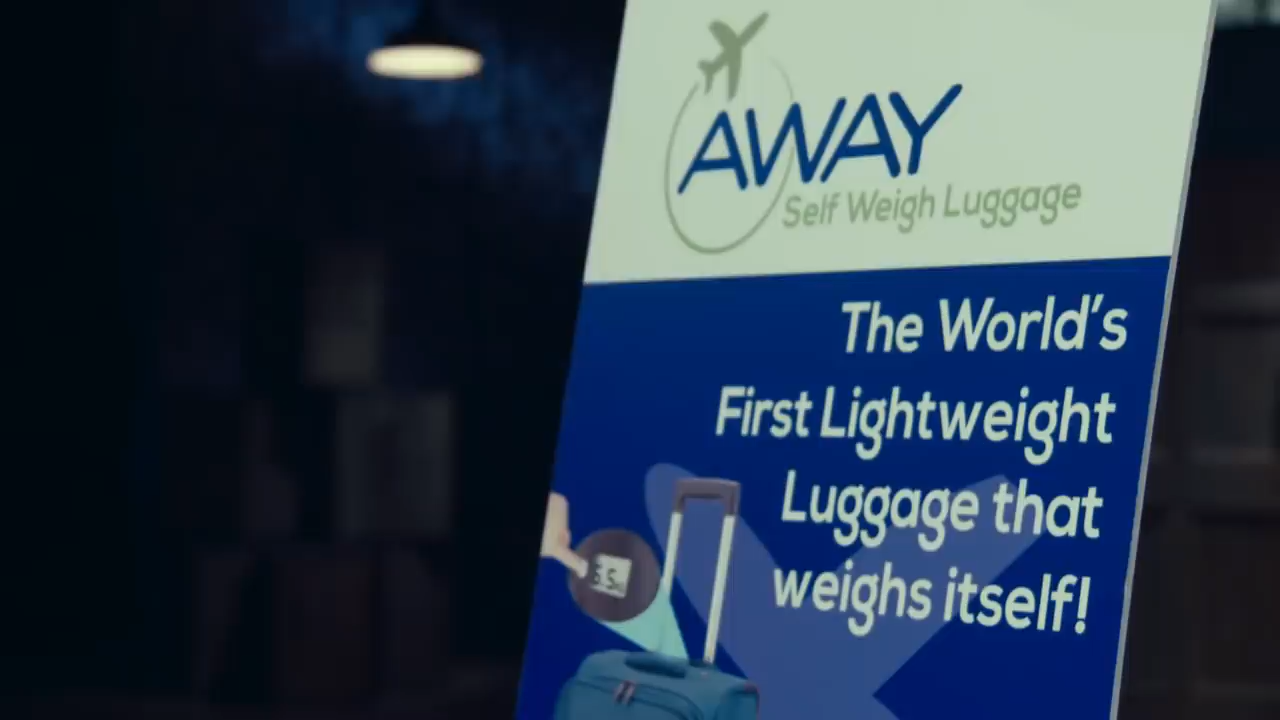 AWAY
Self Weigh Luggage
The World's
First Lightweight
Luggage that
weighs itself!